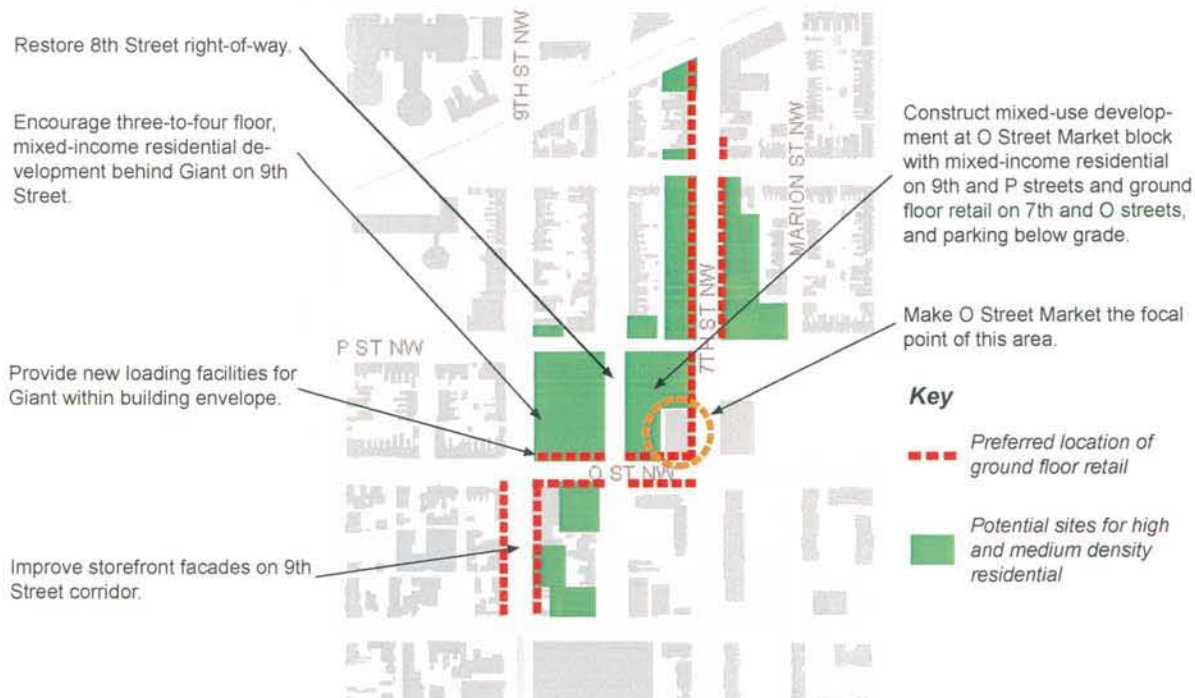 Restore 8th Street right-of-way.
Encourage three-to-four floor,
mixed-income residential de-
velopment behind Giant on 9th
Street.
Provide new loading facilities for
Giant within building envelope.
Improve storefront facades on 9th
Street corridor.
9TH ST NW
MARION ST NW
7TH ST NW
P ST NW
O ST NW
Construct mixed-use develop-
ment at O Street Market block
with mixed-income residential
on 9th and P streets and ground
floor retail on 7th and O streets,
and parking below grade.
Make O Street Market the focal
point of this area.
Key
Preferred location of
ground floor retail
Potential sites for high
and medium density
residential